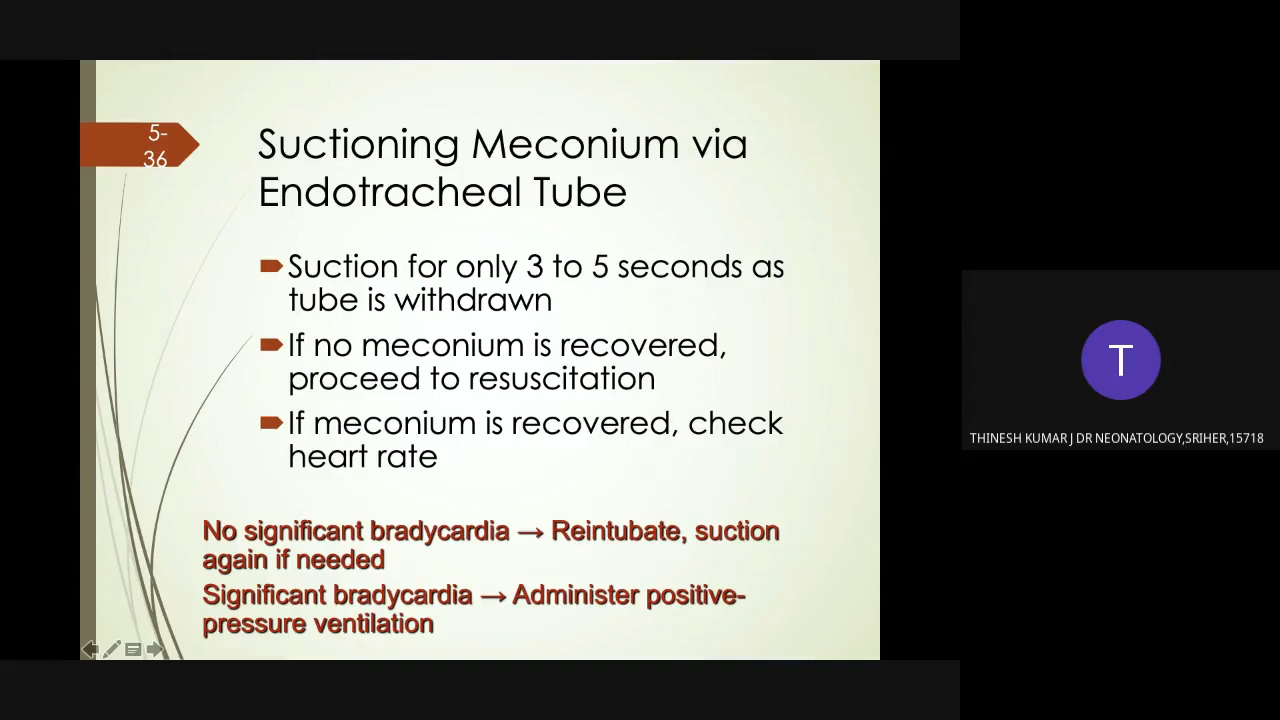 5-
36
Suctioning Meconium via
Endotracheal Tube
Suction for only 3 to 5 seconds as
tube is withdrawn
If no meconium is recovered,
proceed to resuscitation
If meconium is recovered, check
heart rate
No significant bradycardia → Reintubate, suction
again if needed
Significant bradycardia → Administer positive-
pressure ventilation
T
THINESH KUMAR J DR NEONATOLOGY,SRIHER,15718